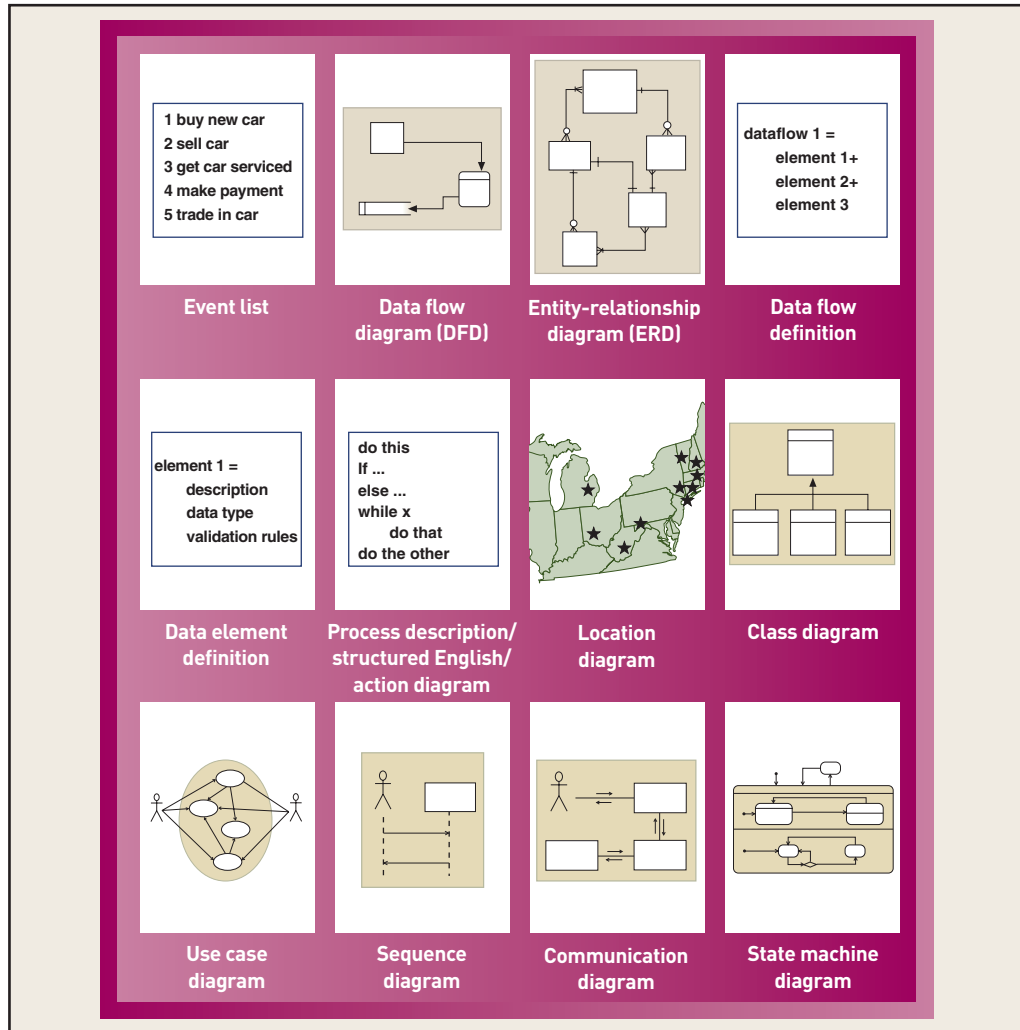 1 buy new car
2 sell car
3 get car serviced
4 make payment
5 trade in car
Event list
Data flow
diagram (DFD)
Entity-relationship
diagram (ERD)
dataflow 1 =
element 1+
element 2+
element 3
Data flow
definition
element 1 =
description
data type
validation rules
Data element
definition
do this
If ...
else ...
while x
do that
do the other
Process description/
structured English/
action diagram
Location
diagram
Class diagram
Use case
diagram
Sequence
diagram
Communication
diagram
State machine
diagram